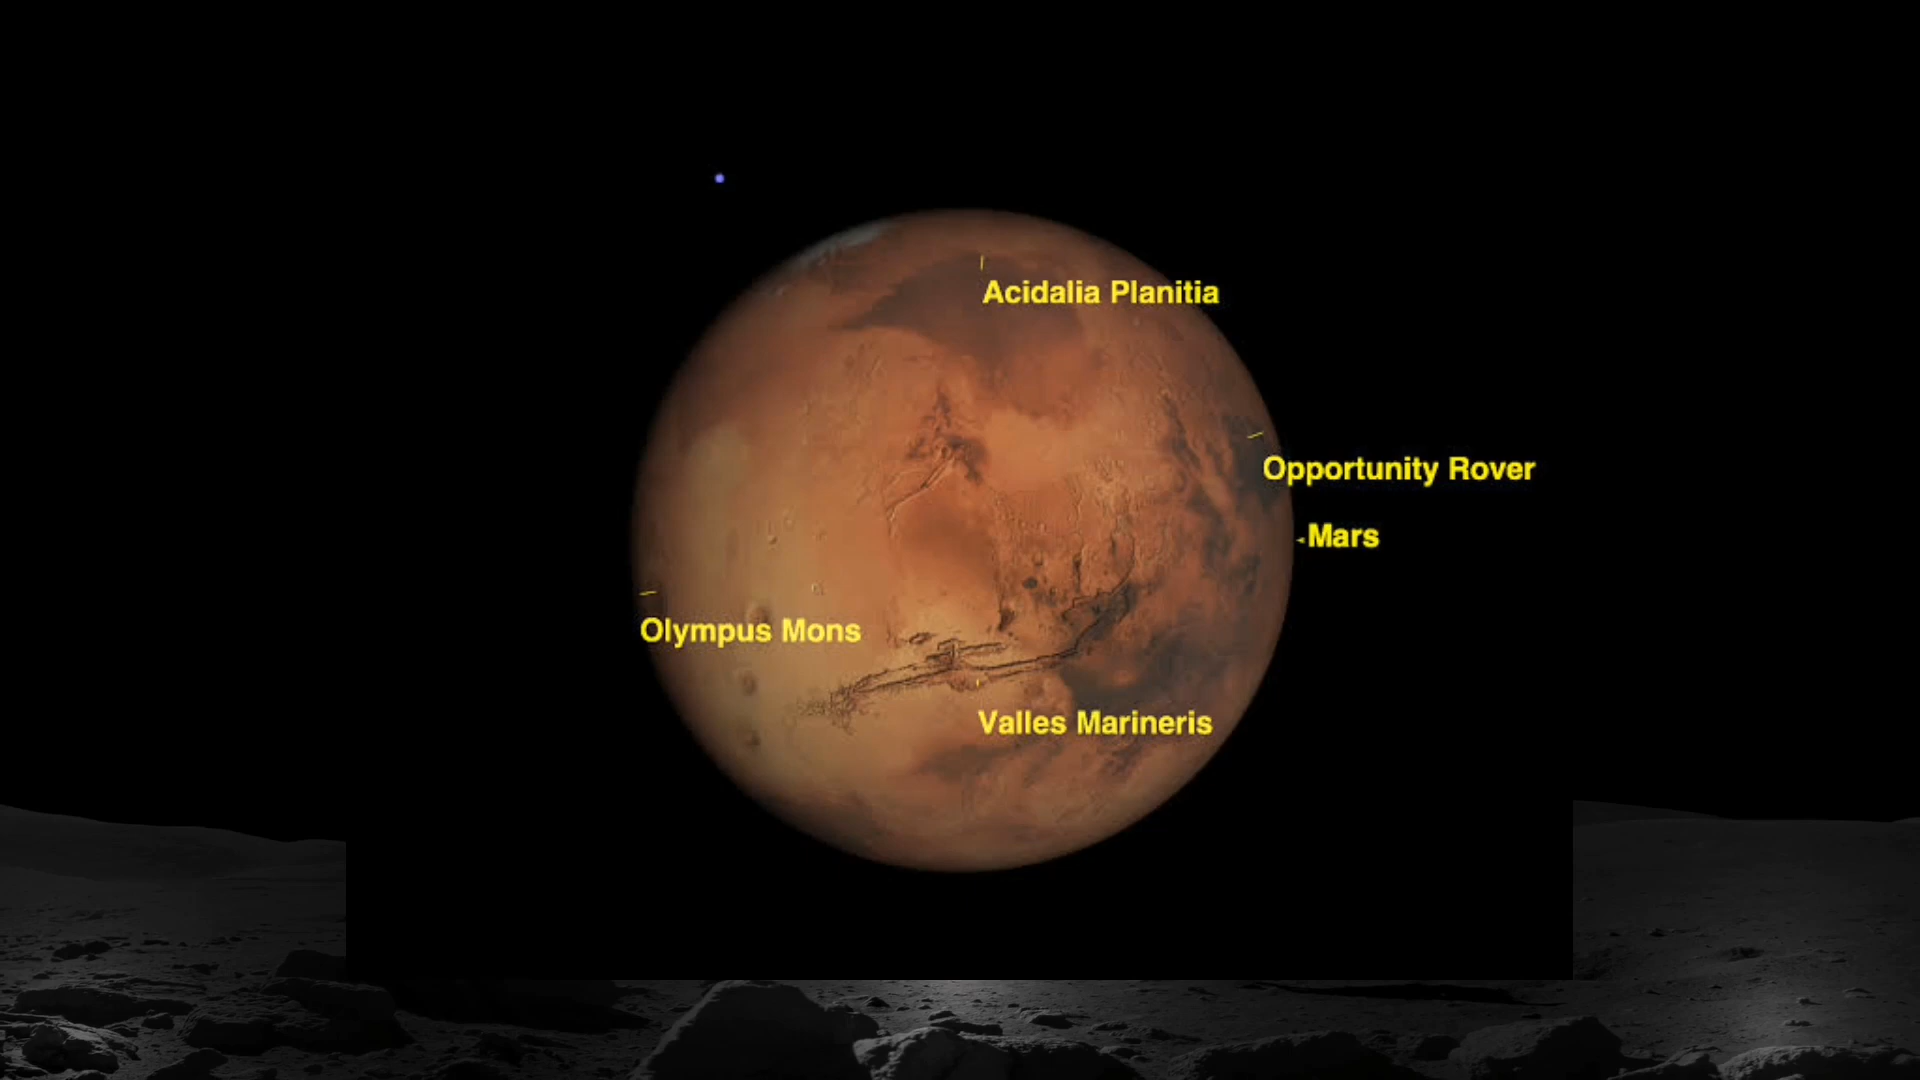 Acidalia Planitia
Opportunity Rover
Mars
Olympus Mons
Valles Marineris